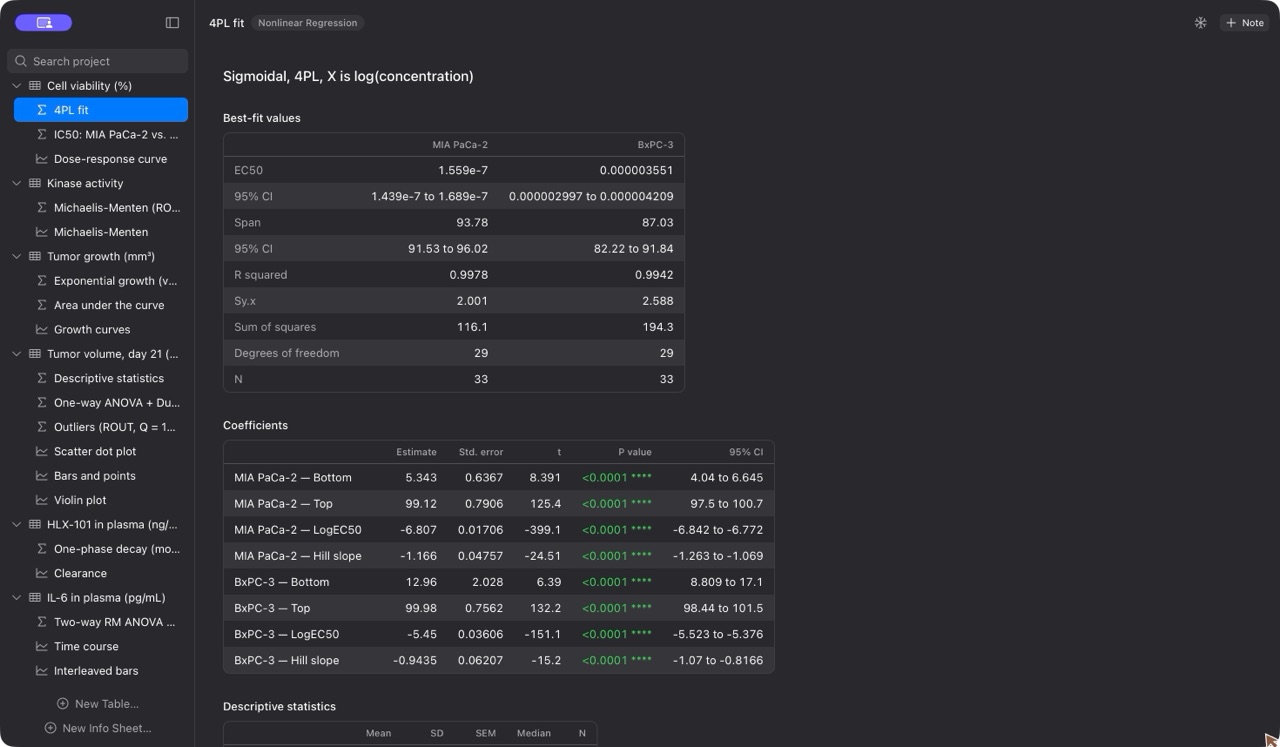 4PL fit Nonlinear Regression
Note
Search project
Cell viability (%)
4PL fit
IC50: MIA PaCa-2 vs. ...
Dose-response curve
Kinase activity
Michaelis-Menten (RO...
Michaelis-Menten
Tumor growth (mm³)
Exponential growth (v...
Area under the curve
Growth curves
Tumor volume, day 21 (...
Descriptive statistics
One-way ANOVA + Du...
Outliers (ROUT, Q = 1...
Scatter dot plot
Bars and points
Violin plot
HLX-101 in plasma (ng/...
One-phase decay (mo...
Clearance
IL-6 in plasma (pg/mL)
Two-way RM ANOVA ...
Time course
Interleaved bars
New Table...
New Info Sheet...
Sigmoidal, 4PL, X is log(concentration)
Best-fit values
MIA PaCa-2 BxPC-3
EC50 1.559e-7 0.000003551
95% CI 1.439e-7 to 1.689e-7 0.000002997 to 0.000004209
Span 93.78 87.03
95% CI 91.53 to 96.02 82.22 to 91.84
R squared 0.9978 0.9942
Sy.x 2.001 2.588
Sum of squares 116.1 194.3
Degrees of freedom 29 29
N 33 33
Coefficients
Estimate Std. error t P value 95% CI
MIA PaCa-2 — Bottom 5.343 0.6367 8.391 <0.0001 **** 4.04 to 6.645
MIA PaCa-2 — Top 99.12 0.7906 125.4 <0.0001 **** 97.5 to 100.7
MIA PaCa-2 — LogEC50 -6.807 0.01706 -399.1 <0.0001 **** -6.842 to -6.772
MIA PaCa-2 — Hill slope -1.166 0.04757 -24.51 <0.0001 **** -1.263 to -1.069
BxPC-3 — Bottom 12.96 2.028 6.39 <0.0001 **** 8.809 to 17.1
BxPC-3 — Top 99.98 0.7562 132.2 <0.0001 **** 98.44 to 101.5
BxPC-3 — LogEC50 -5.45 0.03606 -151.1 <0.0001 **** -5.523 to -5.376
BxPC-3 — Hill slope -0.9435 0.06207 -15.2 <0.0001 **** -1.07 to -0.8166
Descriptive statistics
Mean SD SEM Median N